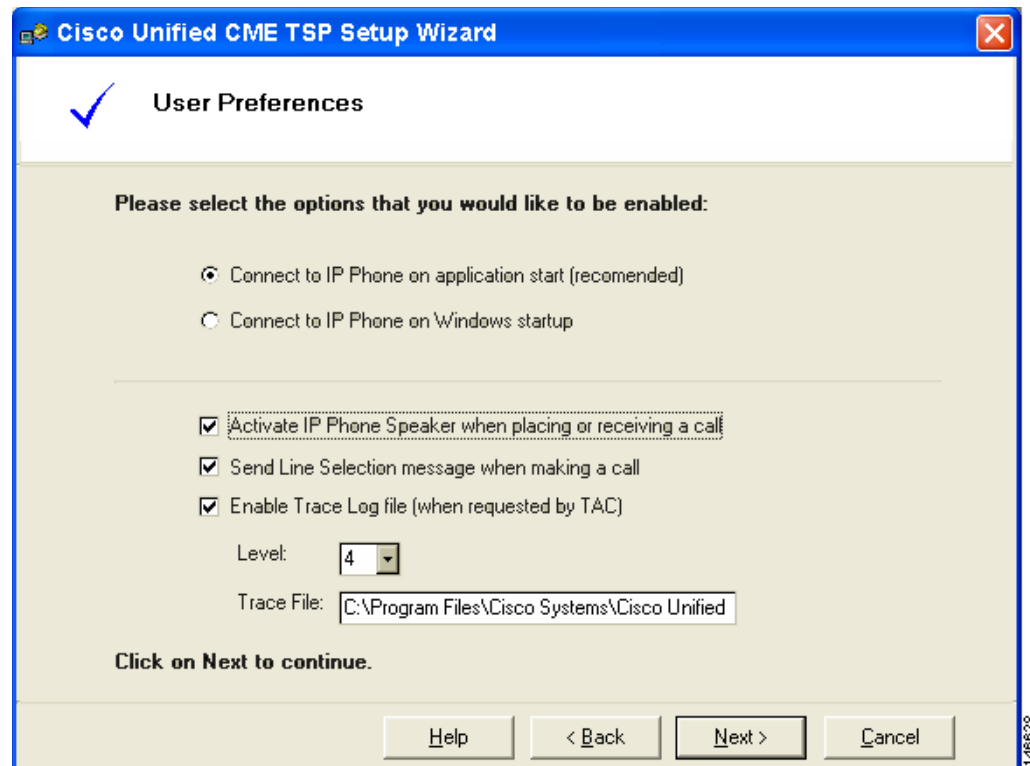 Cisco Unified CME TSP Setup Wizard
User Preferences
Please select the options that you would like to be enabled:
Connect to IP Phone on application start (recomended)
Connect to IP Phone on Windows startup
Activate IP Phone Speaker when placing or receiving a call
Send Line Selection message when making a call
Enable Trace Log file (when requested by TAC)
Level: 4
Trace File: C:\Program Files\Cisco Systems\Cisco Unified
Click on Next to continue.
Help < Back Next > Cancel